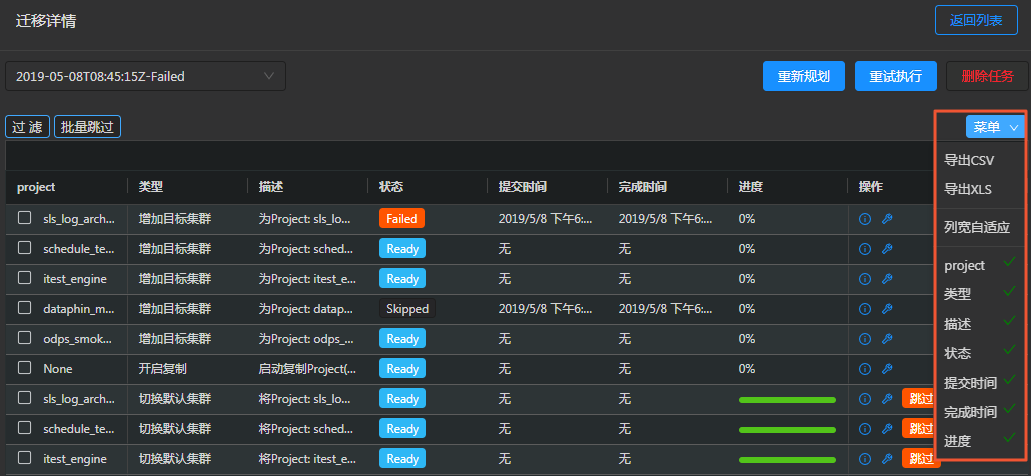 迁移详情 返回列表
2019-05-08T08:45:15Z-Failed 重新规划 重试执行 删除任务
过 滤 批量跳过 菜单
导出CSV
导出XLS
列宽自适应
project
类型
描述
状态
提交时间
完成时间
进度
project 类型 描述 状态 提交时间 完成时间 进度 操作
sls_log_arch... 增加目标集群 为Project: sls_lo... Failed 2019/5/8 下午6:... 2019/5/8 下午6:... 0%
schedule_te... 增加目标集群 为Project: sched... Ready 无 无 0%
itest_engine 增加目标集群 为Project: itest_e... Ready 无 无 0%
dataphin_m... 增加目标集群 为Project: datap... Skipped 2019/5/8 下午6:... 2019/5/8 下午6:... 0%
odps_smok... 增加目标集群 为Project: odps_... Ready 无 无 0%
None 开启复制 启动复制Project(... Ready 无 无 0%
sls_log_arch... 切换默认集群 将Project: sls_lo... Ready 无 无 跳过
schedule_te... 切换默认集群 将Project: sched... Ready 无 无 跳过
itest_engine 切换默认集群 将Project: itest_e... Ready 无 无 跳过